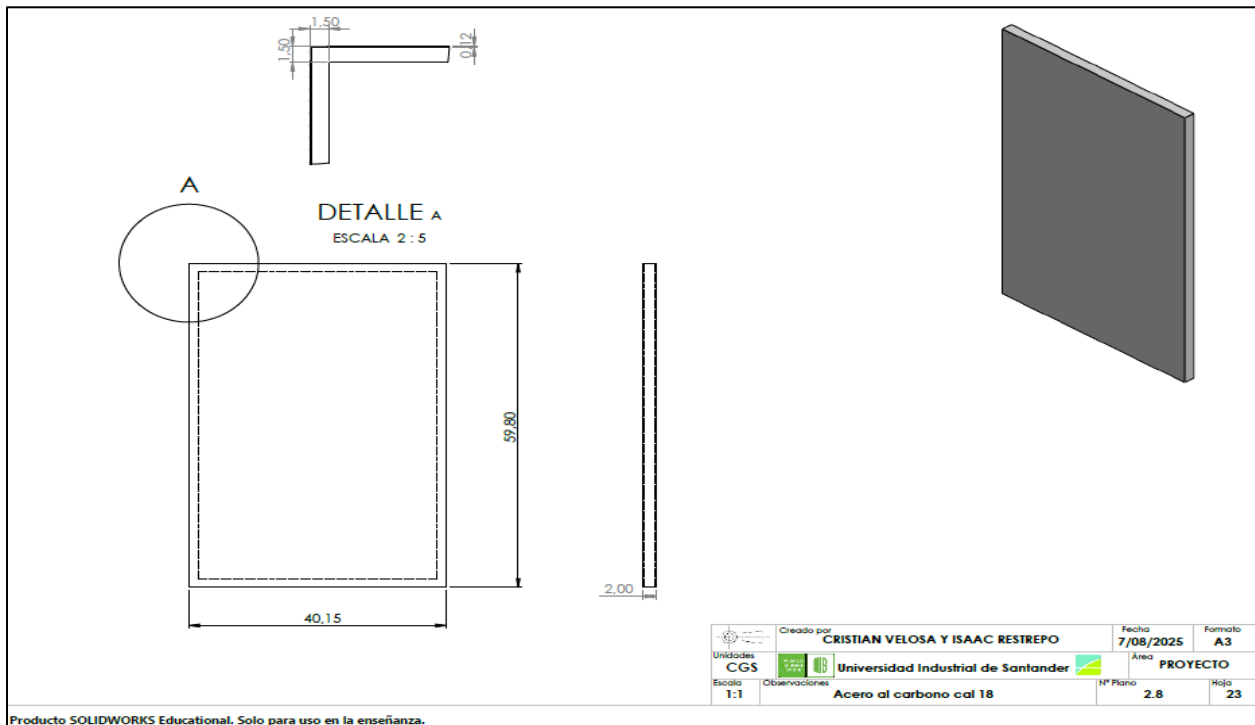 1,50
1,50
0,12
A
DETALLE A
ESCALA 2 : 5
59,80
40,15
2,00
Creado por
CRISTIAN VELOSA Y ISAAC RESTREPO
Fecha
7/08/2025
Formato
A3
Unidades
CGS
UIS
Universidad Industrial de Santander
Área
PROYECTO
Escala
1:1
Observaciones
Acero al carbono cal 18
Nº Plano
2.8
Hoja
23
Producto SOLIDWORKS Educational. Solo para uso en la enseñanza.